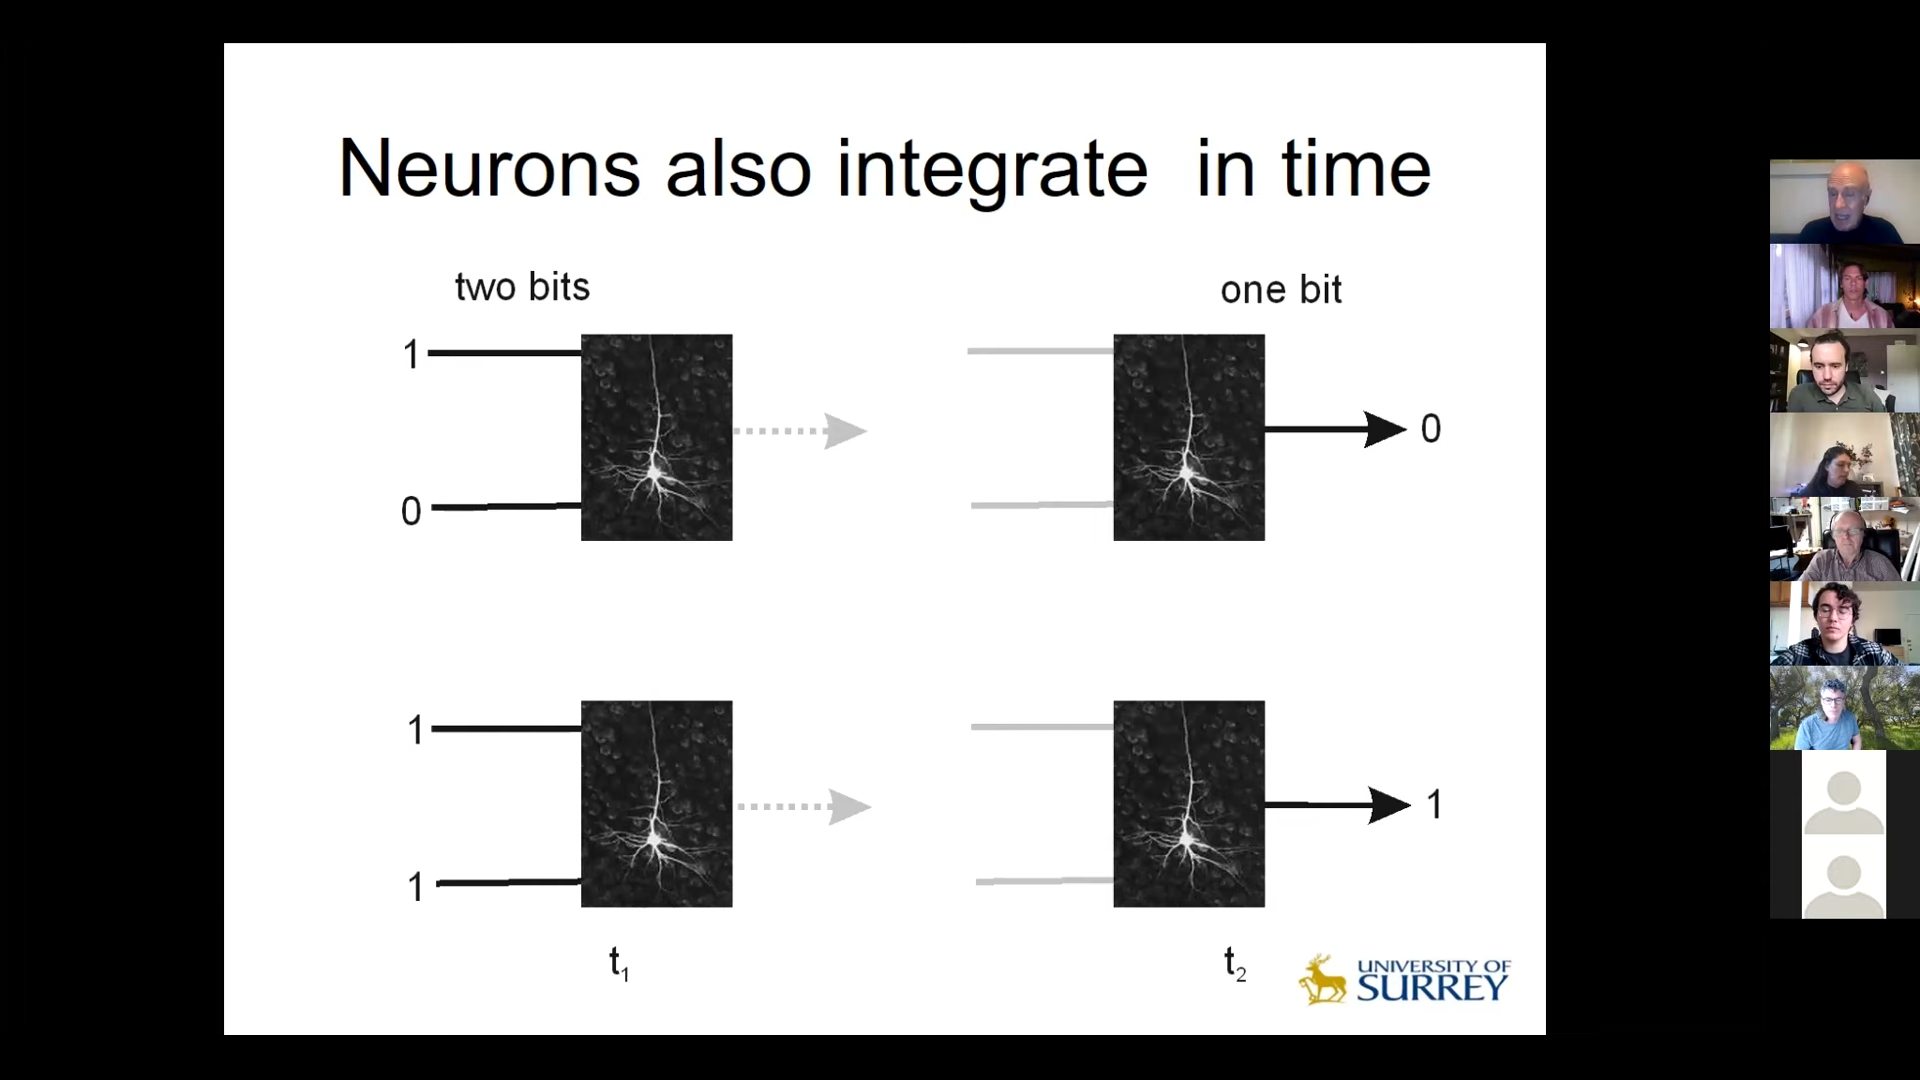 Neurons also integrate in time
two bits
one bit
1
0
0
1
1
1
t1
t2
UNIVERSITY OF
SURREY